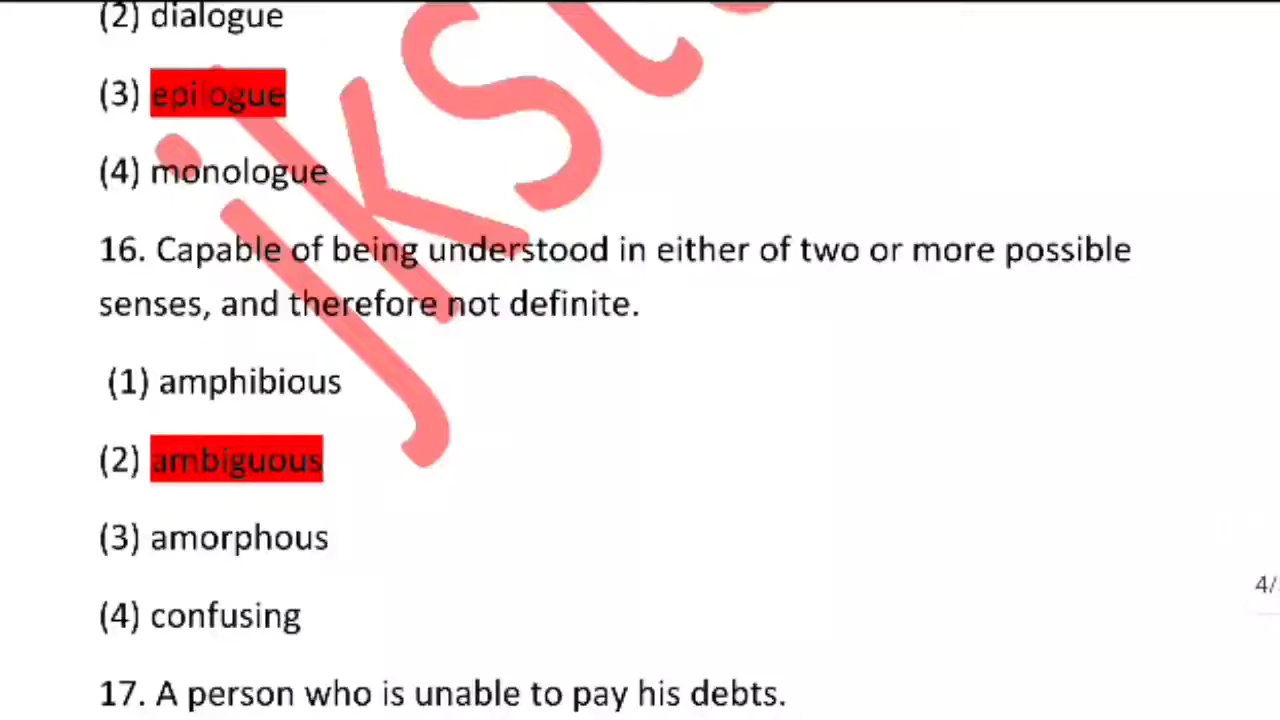 (2) dialogue
(3) epilogue
(4) monologue
16. Capable of being understood in either of two or more possible
senses, and therefore not definite.
(1) amphibious
(2) ambiguous
(3) amorphous
(4) confusing
4/
17. A person who is unable to pay his debts.